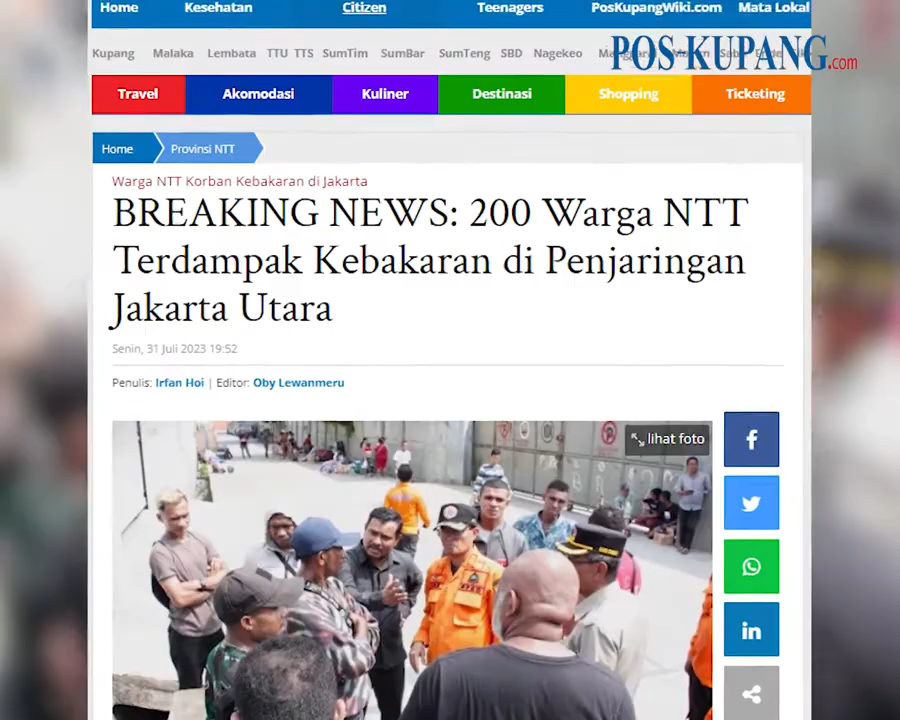 Home Kesehatan Citizen Teenagers PosKupangWiki.com Mata Lokal
Kupang Malaka Lembata TTU TTS SumTim SumBar SumTeng SBD Nagekeo
POS KUPANG.com
Travel Akomodasi Kuliner Destinasi Shopping Ticketing
Home Provinsi NTT
Warga NTT Korban Kebakaran di Jakarta
BREAKING NEWS: 200 Warga NTT
Terdampak Kebakaran di Penjaringan
Jakarta Utara
Senin, 31 Juli 2023 19:52
Penulis: Irfan Hoi | Editor: Oby Lewanmeru
lihat foto